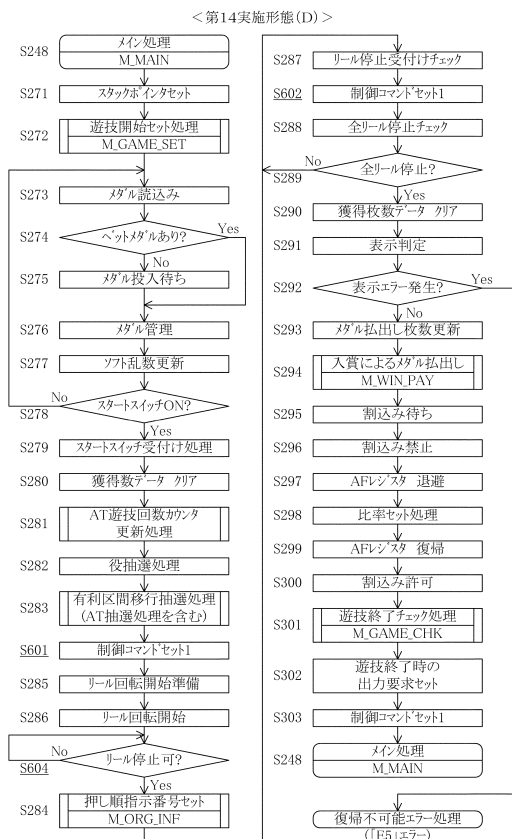 <第14実施形態(D)>
S248
メイン処理
M_MAIN
S271
スタックポインタセット
S272
遊技開始セット処理
M_GAME_SET
S273
メダル読込み
S274
ベットメダルあり?
Yes
No
S275
メダル投入待ち
S276
メダル管理
S277
ソフト乱数更新
No
スタートスイッチON?
S278
Yes
S279
スタートスイッチ受付け処理
S280
獲得数データ クリア
S281
AT遊技回数カウンタ
更新処理
S282
役抽選処理
S283
有利区間移行抽選処理
(AT抽選処理を含む)
S601
制御コマンドセット1
S285
リール回転開始準備
S286
リール回転開始
No
リール停止可?
S604
Yes
S284
押し順指示番号セット
M_ORG_INF
S287
リール停止受付けチェック
S602
制御コマンドセット1
S288
全リール停止チェック
No
全リール停止?
S289
Yes
S290
獲得枚数データ クリア
S291
表示判定
S292
表示エラー発生?
Yes
No
S293
メダル払出し枚数更新
S294
入賞によるメダル払出し
M_WIN_PAY
S295
割込み待ち
S296
割込み禁止
S297
AFレジスタ 退避
S298
比率セット処理
S299
AFレジスタ 復帰
S300
割込み許可
S301
遊技終了チェック処理
M_GAME_CHK
S302
遊技終了時の
出力要求セット
S303
制御コマンドセット1
S248
メイン処理
M_MAIN
復帰不可能エラー処理
(「E5」エラー)